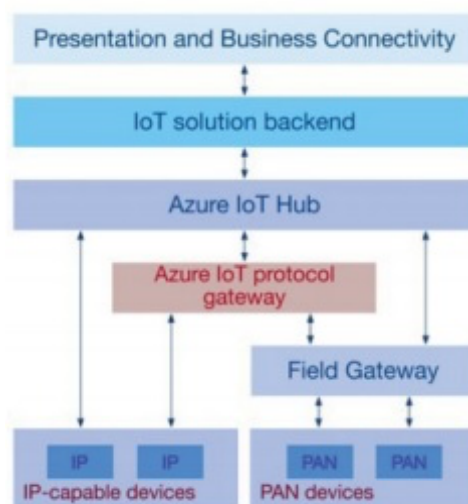 Presentation and Business Connectivity
IoT solution backend
Azure IoT Hub
Azure IoT protocol
gateway
Field Gateway
IP
IP
PAN
PAN
IP-capable devices
PAN devices